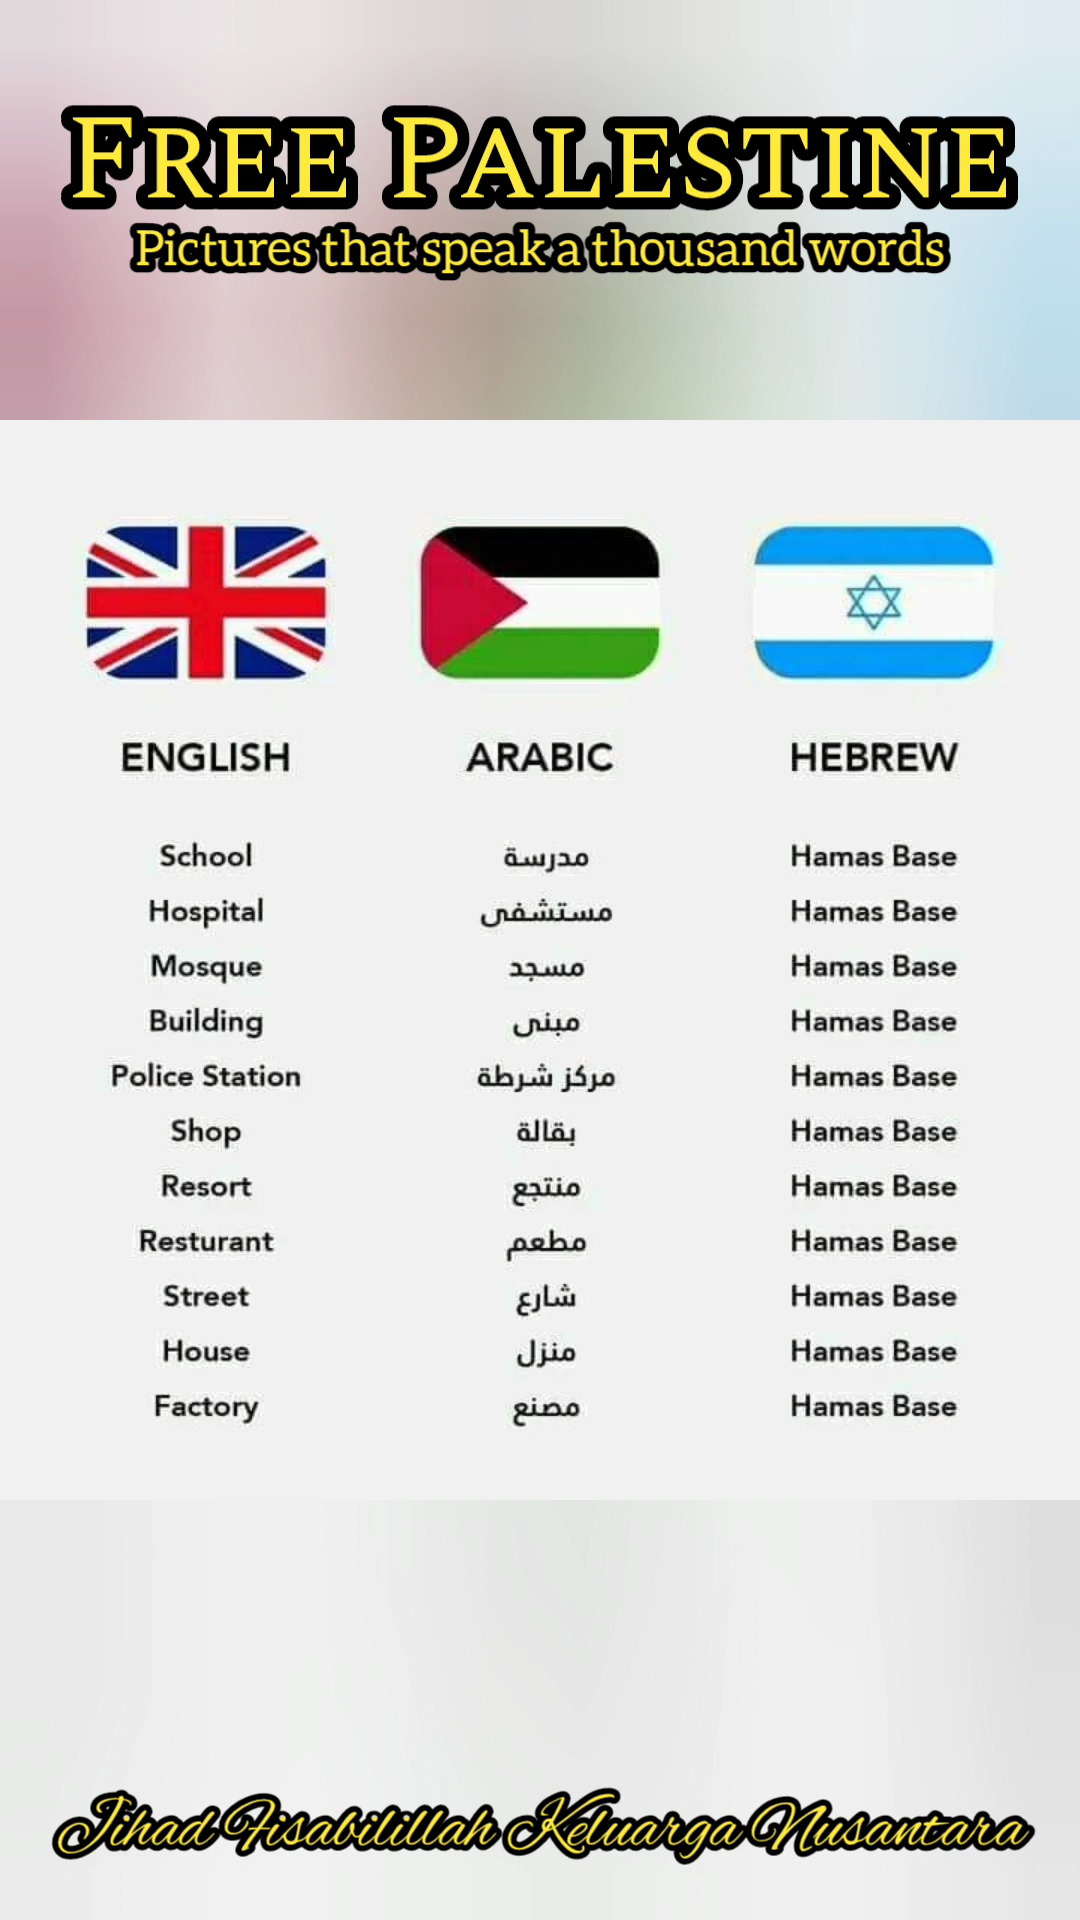 FREE PALESTINE
Pictures that speak a thousand words
ENGLISH ARABIC HEBREW
School مدرسة Hamas Base
Hospital مستشفى Hamas Base
Mosque مسجد Hamas Base
Building مبنى Hamas Base
Police Station مركز شرطة Hamas Base
Shop بقالة Hamas Base
Resort منتجع Hamas Base
Resturant مطعم Hamas Base
Street شارع Hamas Base
House منزل Hamas Base
Factory مصنع Hamas Base
Jihad Fisabilillah Keluarga Nusantara